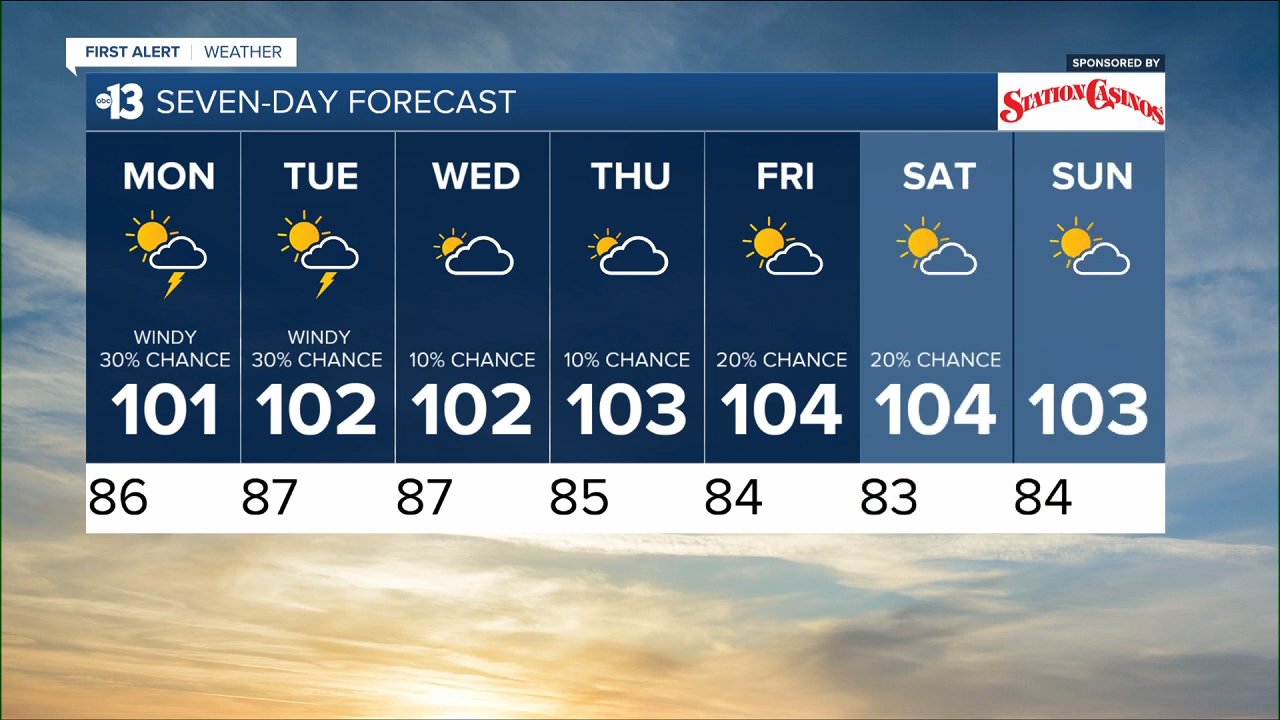 FIRST ALERT | WEATHER
SPONSORED BY
abc 13 SEVEN-DAY FORECAST
STATION CASINOS
MON TUE WED THU FRI SAT SUN
WINDY WINDY
30% CHANCE 30% CHANCE 10% CHANCE 10% CHANCE 20% CHANCE 20% CHANCE
101 102 102 103 104 104 103
86 87 87 85 84 83 84